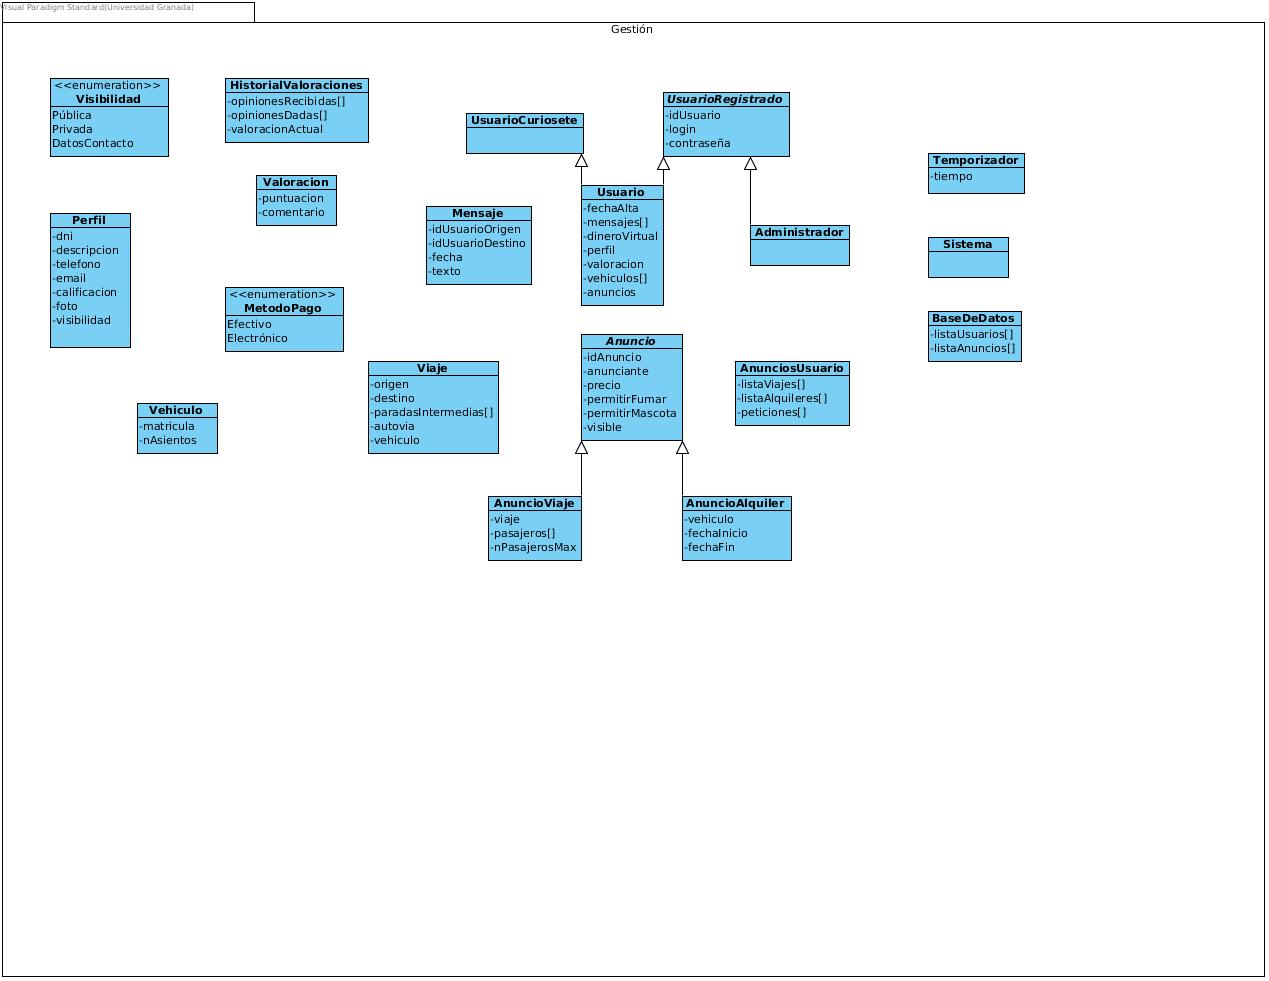 Visual Paradigm Standard(Universidad Granada)
Gestión
<<enumeration>>
Visibilidad
Pública
Privada
DatosContacto
HistorialValoraciones
-opinionesRecibidas[]
-opinionesDadas[]
-valoracionActual
UsuarioCuriosete
UsuarioRegistrado
-idUsuario
-login
-contraseña
Temporizador
-tiempo
Valoracion
-puntuacion
-comentario
Usuario
-fechaAlta
-mensajes[]
-dineroVirtual
-perfil
-valoracion
-vehiculos[]
-anuncios
Mensaje
-idUsuarioOrigen
-idUsuarioDestino
-fecha
-texto
Perfil
-dni
-descripcion
-telefono
-email
-calificacion
-foto
-visibilidad
Administrador
Sistema
<<enumeration>>
MetodoPago
Efectivo
Electrónico
BaseDeDatos
-listaUsuarios[]
-listaAnuncios[]
Anuncio
-idAnuncio
-anunciante
-precio
-permitirFumar
-permitirMascota
-visible
Viaje
-origen
-destino
-paradasIntermedias[]
-autovia
-vehiculo
AnunciosUsuario
-listaViajes[]
-listaAlquileres[]
-peticiones[]
Vehiculo
-matricula
-nAsientos
AnuncioViaje
-viaje
-pasajeros[]
-nPasajerosMax
AnuncioAlquiler
-vehiculo
-fechaInicio
-fechaFin